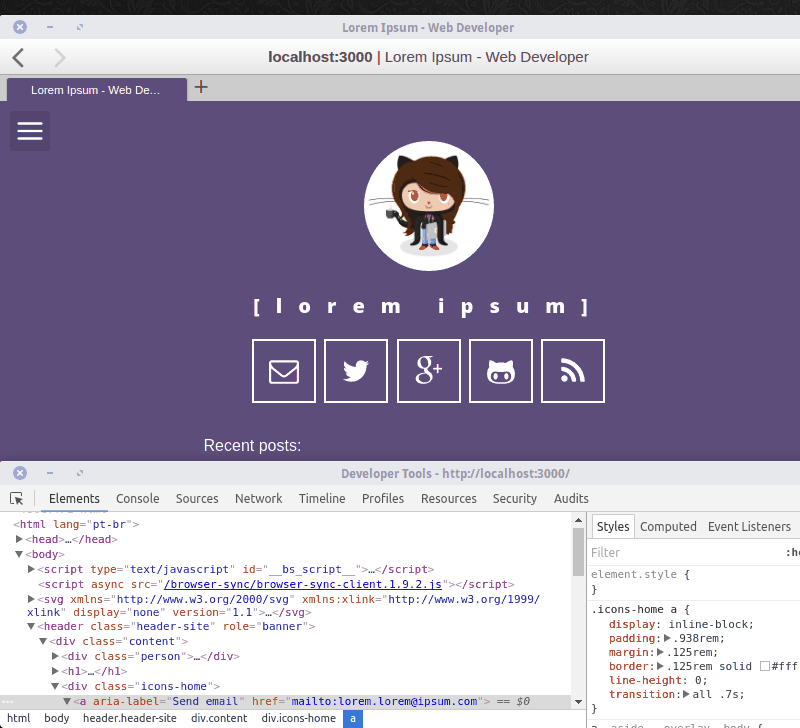 Lorem Ipsum - Web Developer
localhost:3000 | Lorem Ipsum - Web Developer
Lorem Ipsum - Web De... +
[lorem ipsum]
g+
Recent posts:
Developer Tools - http://localhost:3000/
Elements Console Sources Network Timeline Profiles Resources Security Audits
<html lang="pt-br">
<head>…</head>
<body>
<script type="text/javascript" id="__bs_script__">…</script>
<script async src="/browser-sync/browser-sync-client.1.9.2.js"></script>
<svg xmlns="http://www.w3.org/2000/svg" xmlns:xlink="http://www.w3.org/1999/
xlink" display="none" version="1.1">…</svg>
<header class="header-site" role="banner">
<div class="content">
<div class="person">…</div>
<h1>…</h1>
<div class="icons-home">
<a aria-label="Send email" href="mailto:lorem.lorem@ipsum.com"> == $0
html body header.header-site div.content div.icons-home a
Styles Computed Event Listeners
Filter
element.style {
}
.icons-home a {
display: inline-block;
padding: .938rem;
margin: .125rem;
border: .125rem solid #fff
line-height: 0;
transition: all .7s;
}